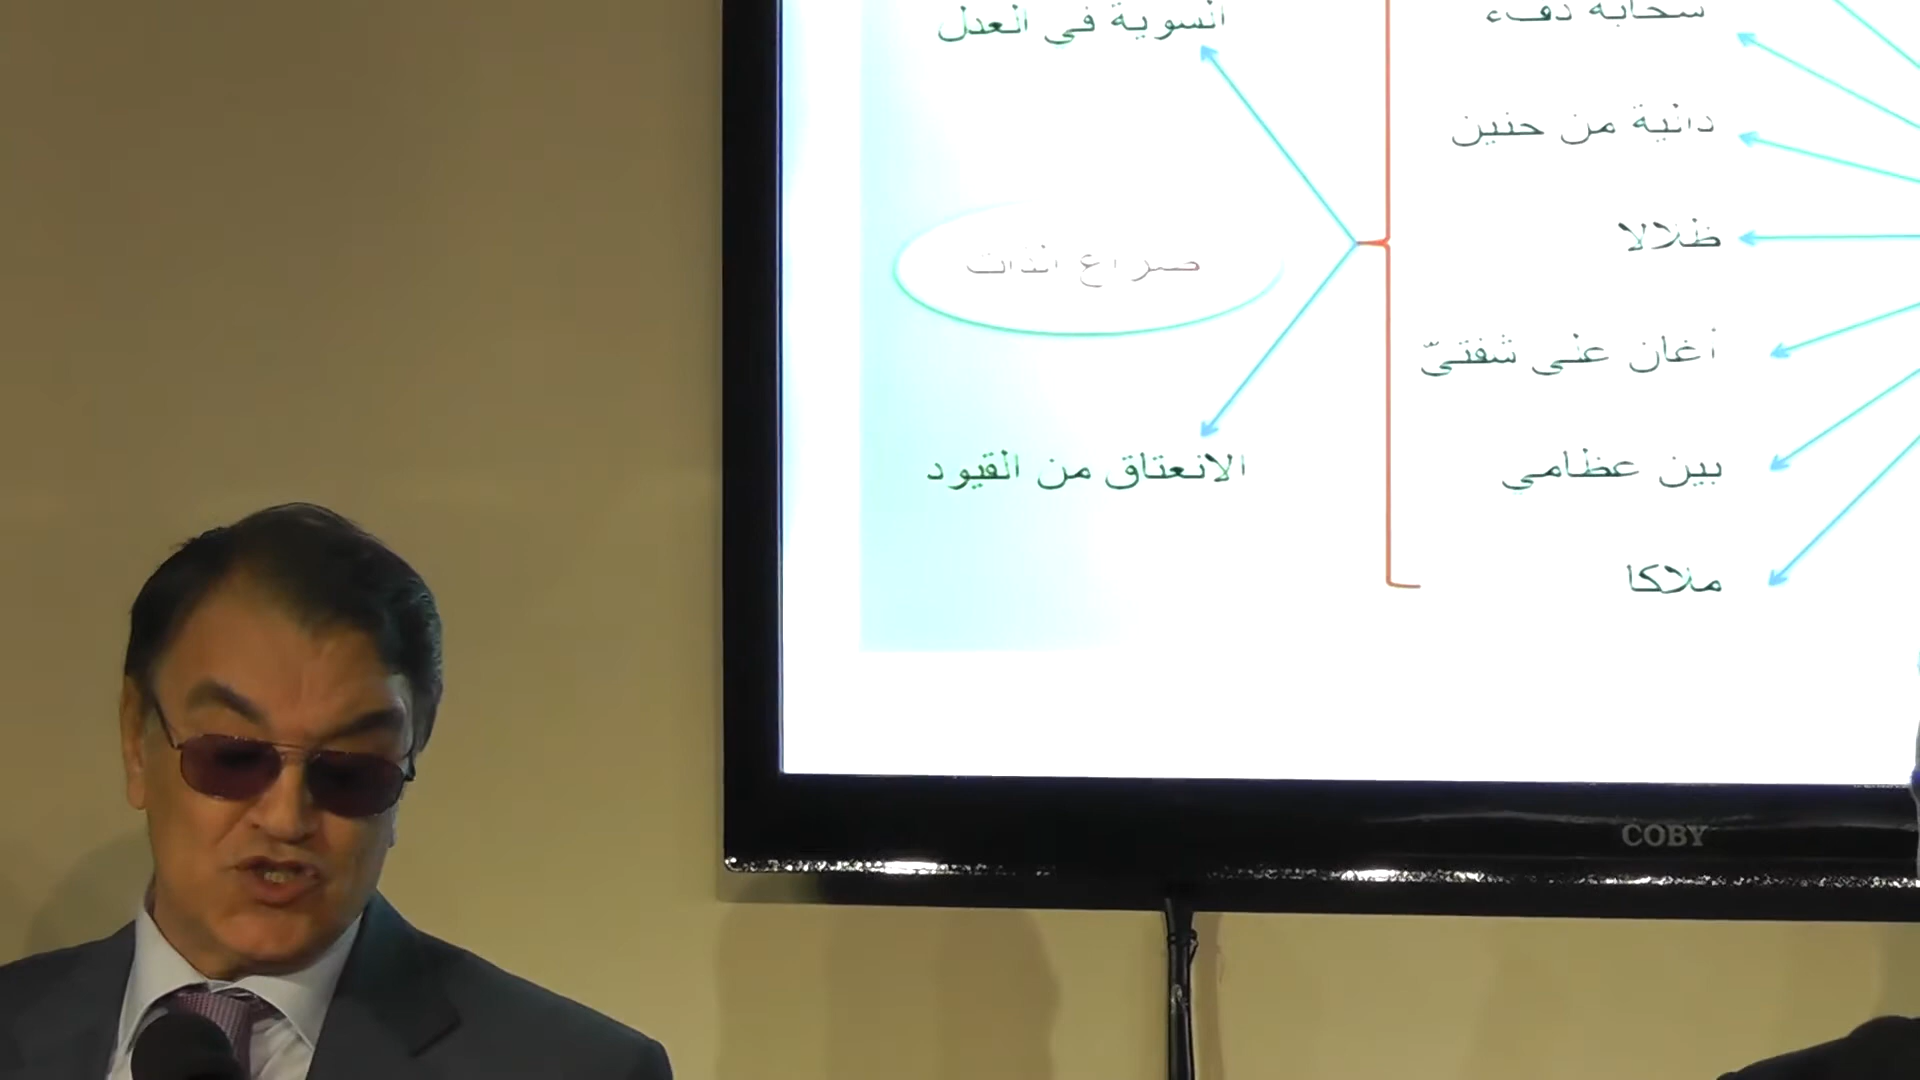 سحابة دفء
دانية من حنين
ظلالا
أغان على شفتيّ
بين عظامي
ملاكا
السوية في العدل
صراع الذات
الانعتاق من القيود
COBY